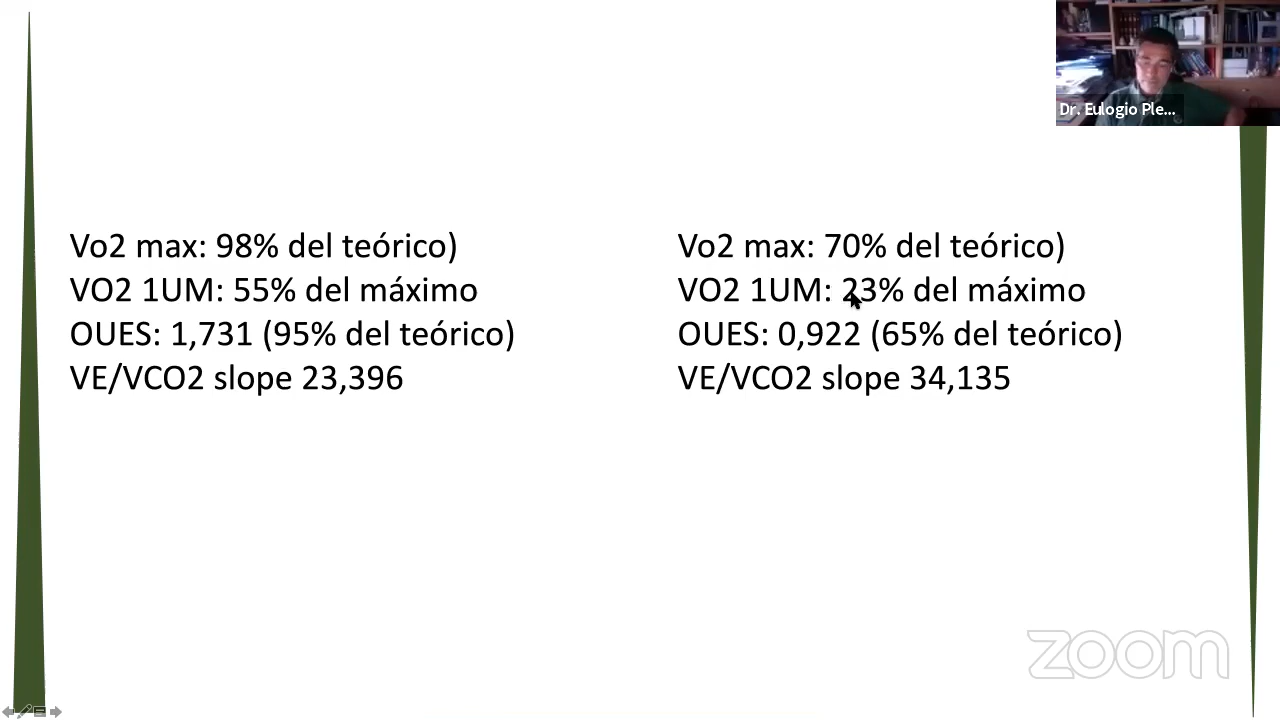 Dr. Eulogio Ple...
Vo2 max: 98% del teórico)
VO2 1UM: 55% del máximo
OUES: 1,731 (95% del teórico)
VE/VCO2 slope 23,396
Vo2 max: 70% del teórico)
VO2 1UM: 23% del máximo
OUES: 0,922 (65% del teórico)
VE/VCO2 slope 34,135
zoom